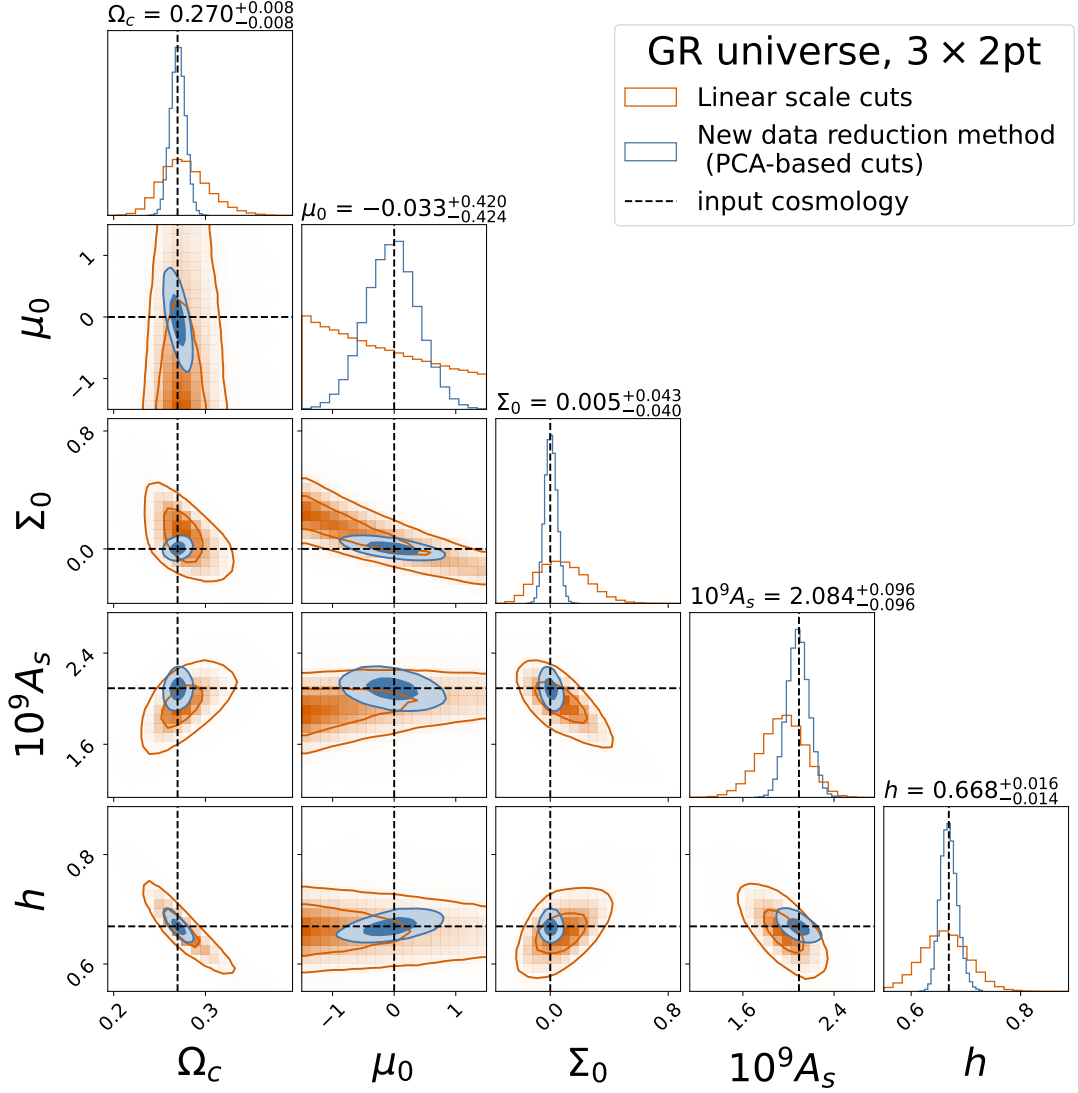 Ω_c = 0.270^{+0.008}_{−0.008}
GR universe, 3 × 2pt
Linear scale cuts
New data reduction method
(PCA-based cuts)
input cosmology
μ_0 = −0.033^{+0.420}_{−0.424}
1
0
−1
μ_0
Σ_0 = 0.005^{+0.043}_{−0.040}
0.8
0.0
Σ_0
10^9A_s = 2.084^{+0.096}_{−0.096}
2.4
1.6
10^9A_s
h = 0.668^{+0.016}_{−0.014}
0.8
0.6
h
0.2 0.3 −1 0 1 0.0 0.8 1.6 2.4 0.6 0.8
Ω_c μ_0 Σ_0 10^9A_s h